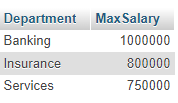 Department MaxSalary
Banking 1000000
Insurance 800000
Services 750000